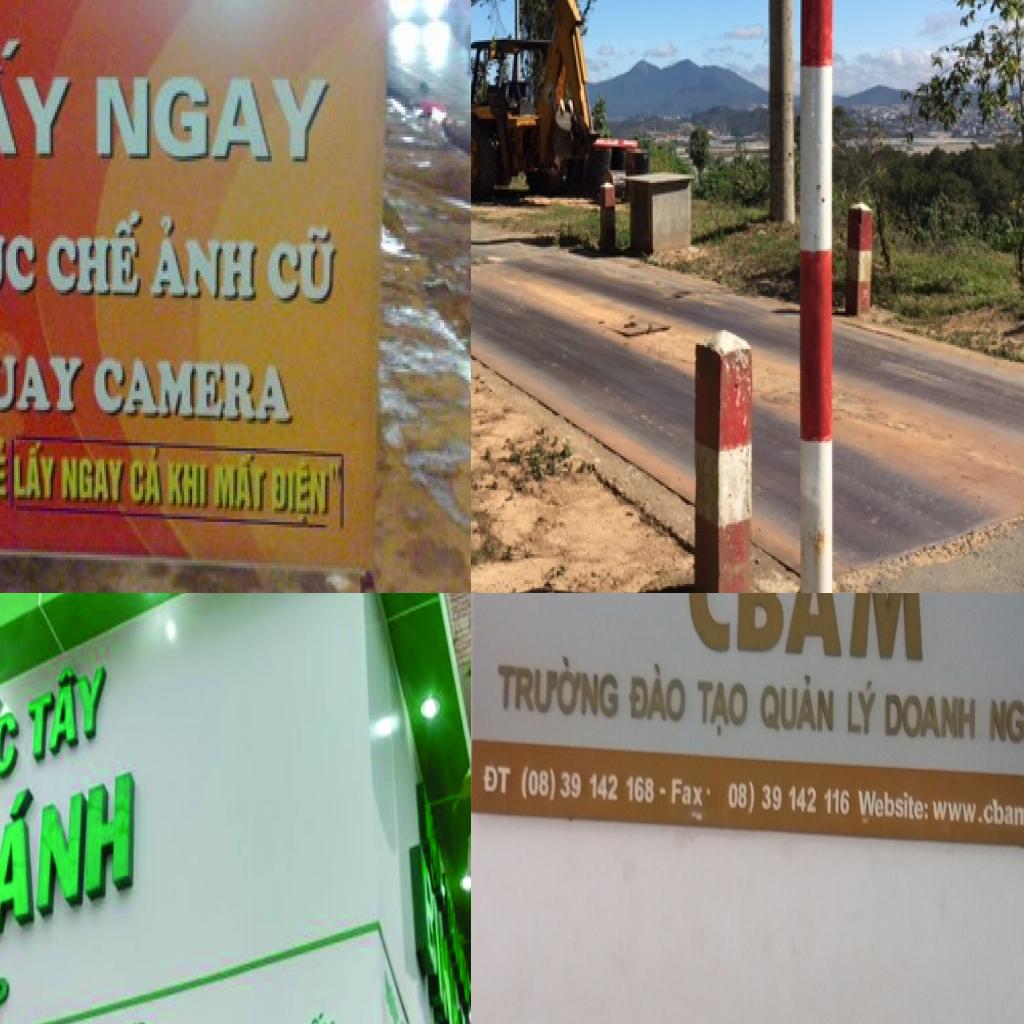 ẤY NGAY
ỤC CHẾ ẢNH CŨ
UAY CAMERA
LẤY NGAY CẢ KHI MẤT ĐIỆN"
TÂY
ÁNH
CBAM
TRƯỜNG ĐÀO TẠO QUẢN LÝ DOANH NG
ĐT (08) 39 142 168 - Fax 08) 39 142 116 Website: www.cbam